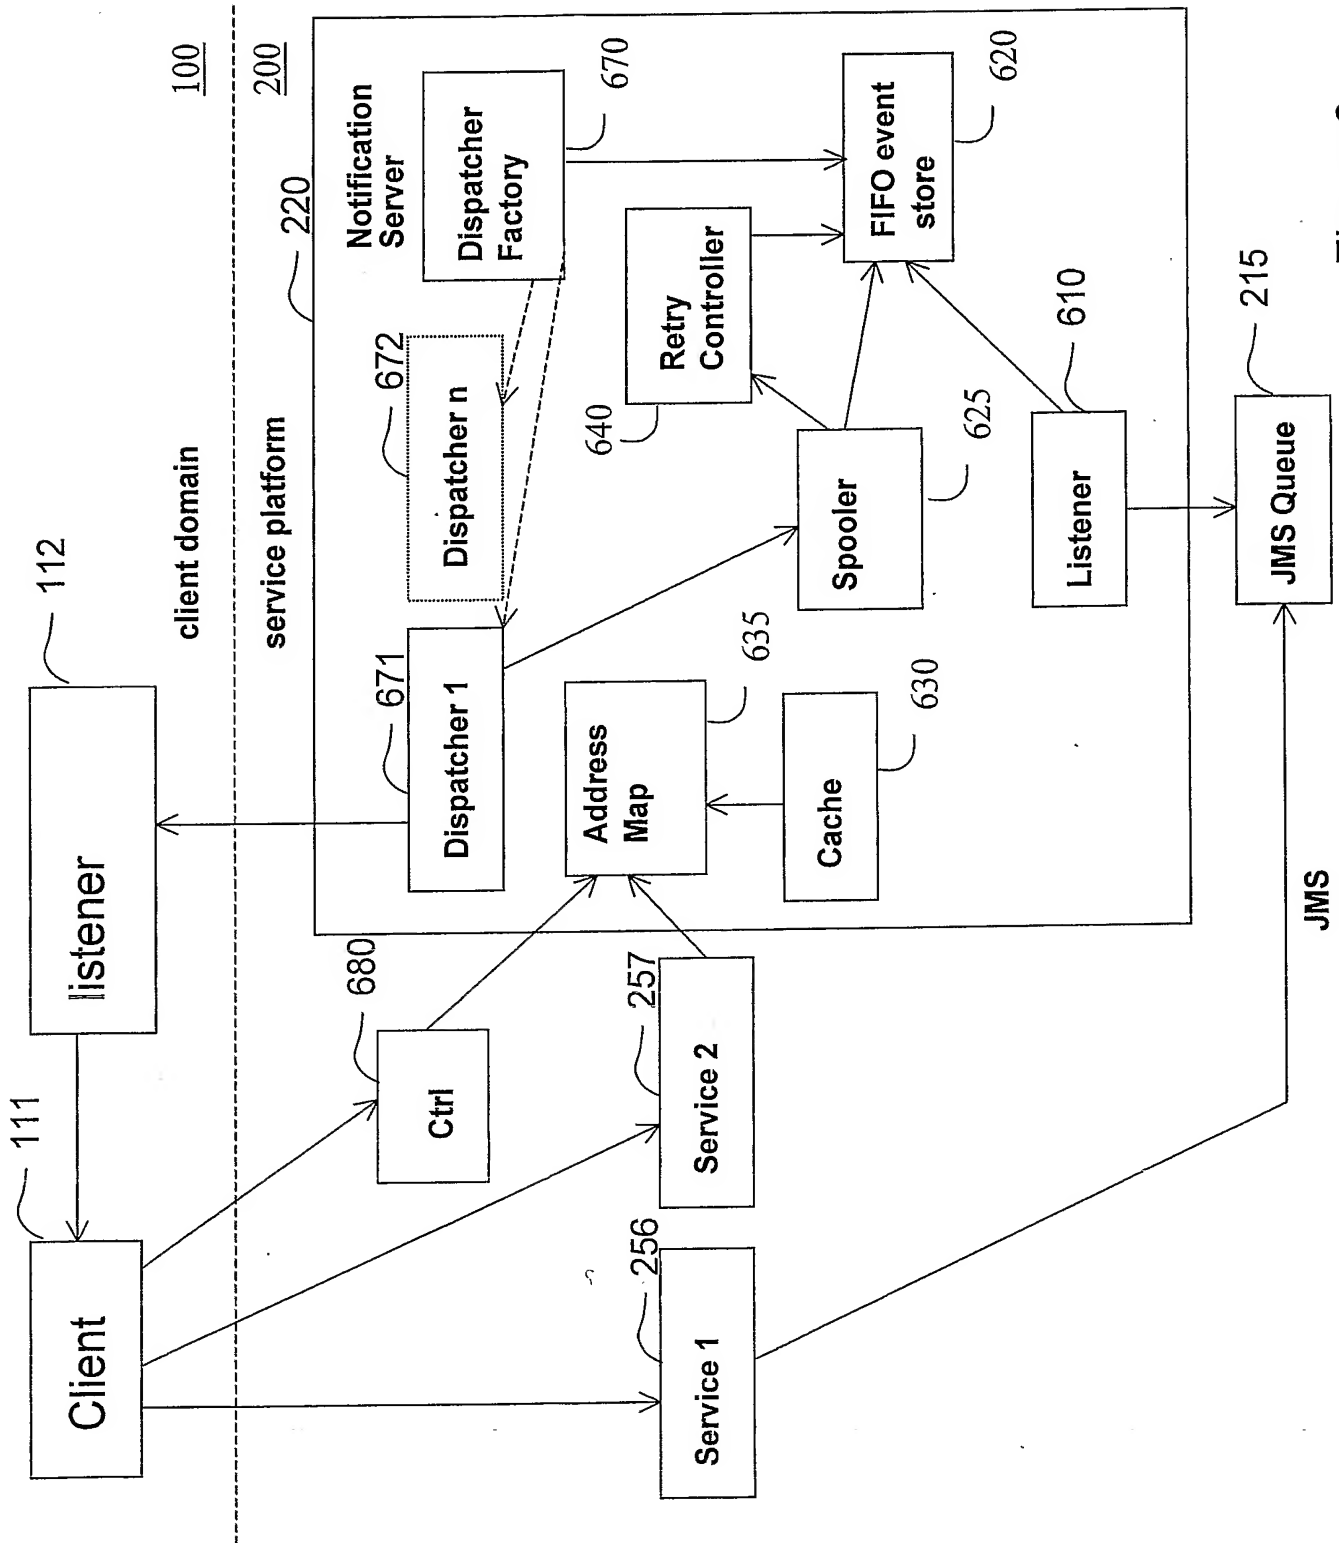 111
112
Client
listener
client domain
100
service platform
200
220
Notification
Server
680
671
672
Ctrl
Dispatcher 1
Dispatcher n
Dispatcher
Factory
670
256
257
Service 1
Service 2
Address
Map
635
640
Retry
Controller
Cache
630
Spooler
625
FIFO event
store
620
Listener
610
215
JMS Queue
JMS